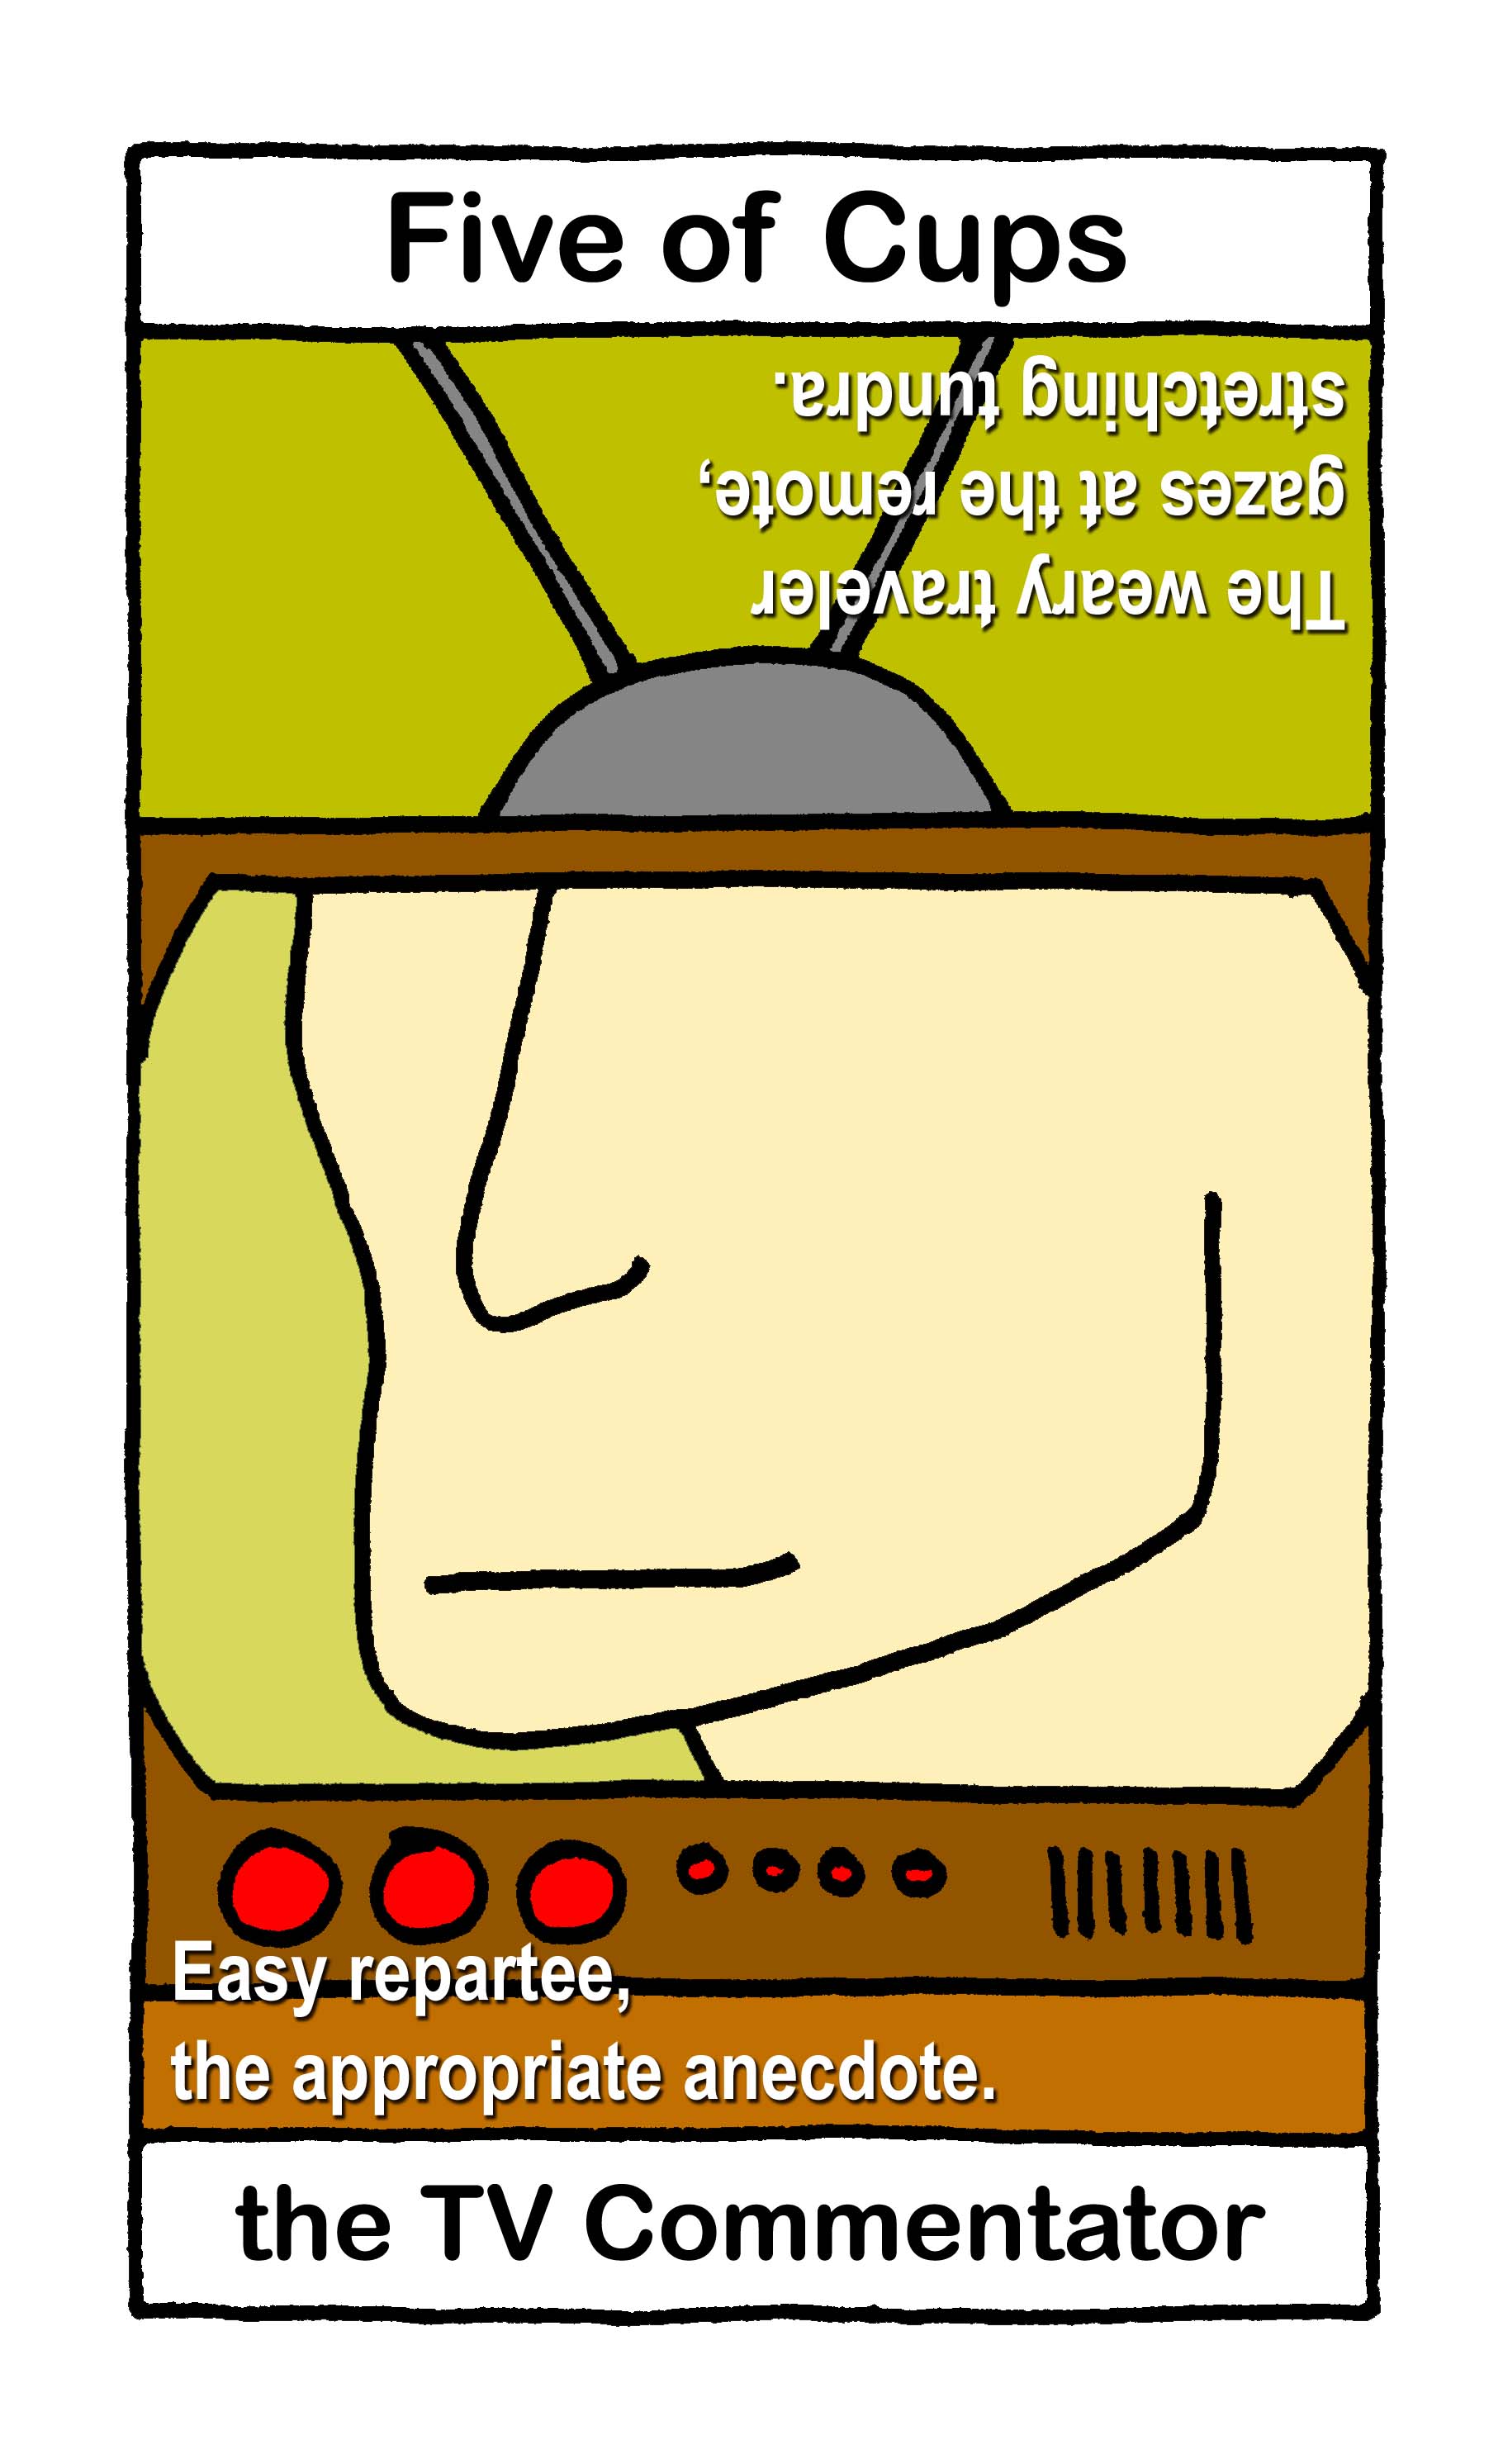 Five of Cups
The weary traveler
gazes at the remote,
stretching tundra.
Easy repartee,
the appropriate anecdote.
the TV Commentator